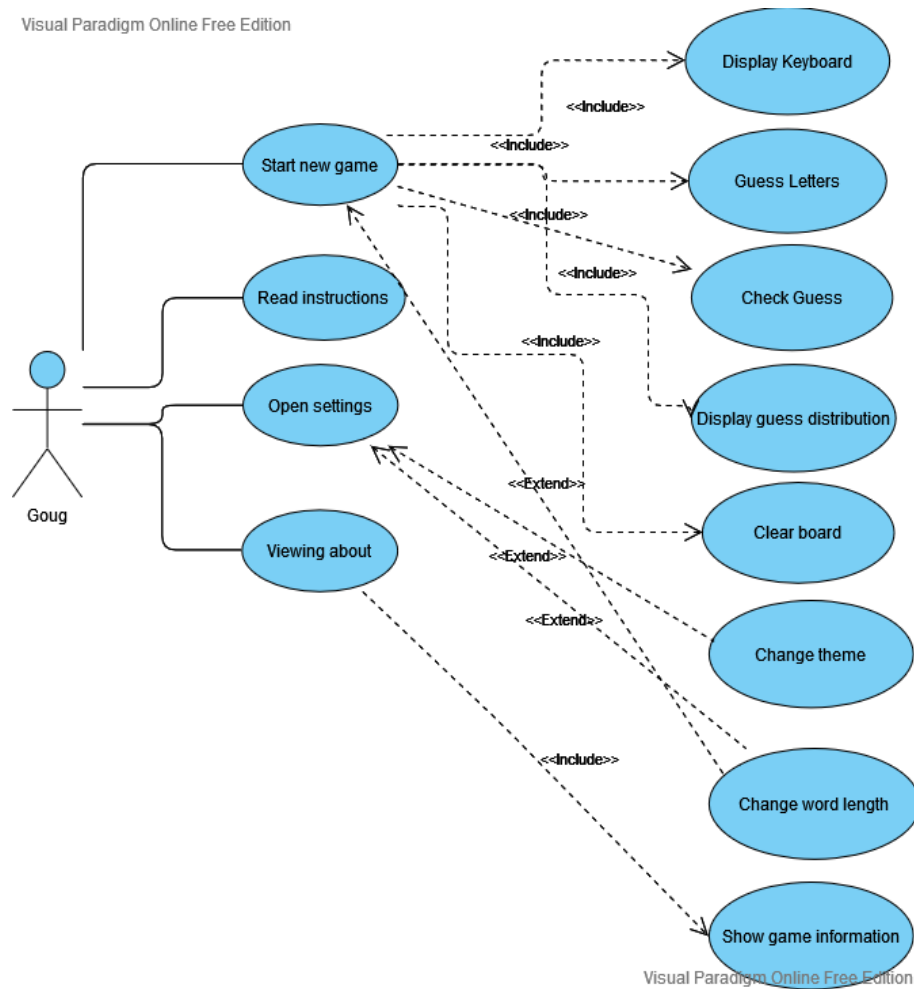 Visual Paradigm Online Free Edition
Display Keyboard
<<Include>>
Start new game
<<Include>>
Guess Letters
<<Include>>
Check Guess
<<Include>>
Read instructions
<<Include>>
Open settings
Display guess distribution
<<Extend>>
Goug
Clear board
Viewing about
<<Extend>>
<<Extend>>
Change theme
<<Include>>
Change word length
Show game information
Visual Paradigm Online Free Edition